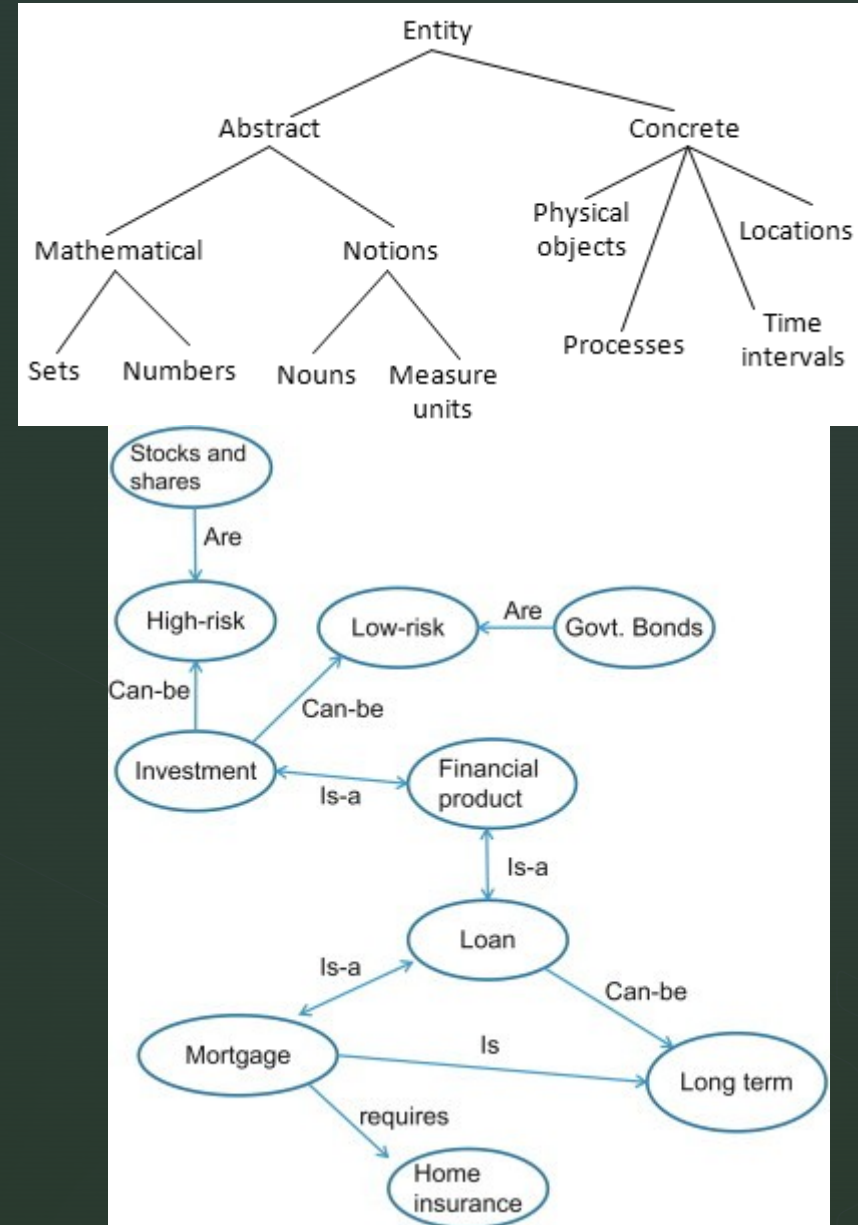 Entity
Abstract
Concrete
Mathematical
Notions
Physical
objects
Locations
Sets
Numbers
Nouns
Measure
units
Processes
Time
intervals
Stocks and
shares
Are
High-risk
Low-risk
Are
Govt. Bonds
Can-be
Can-be
Investment
Is-a
Financial
product
Is-a
Loan
Is-a
Can-be
Mortgage
Is
Long term
requires
Home
insurance